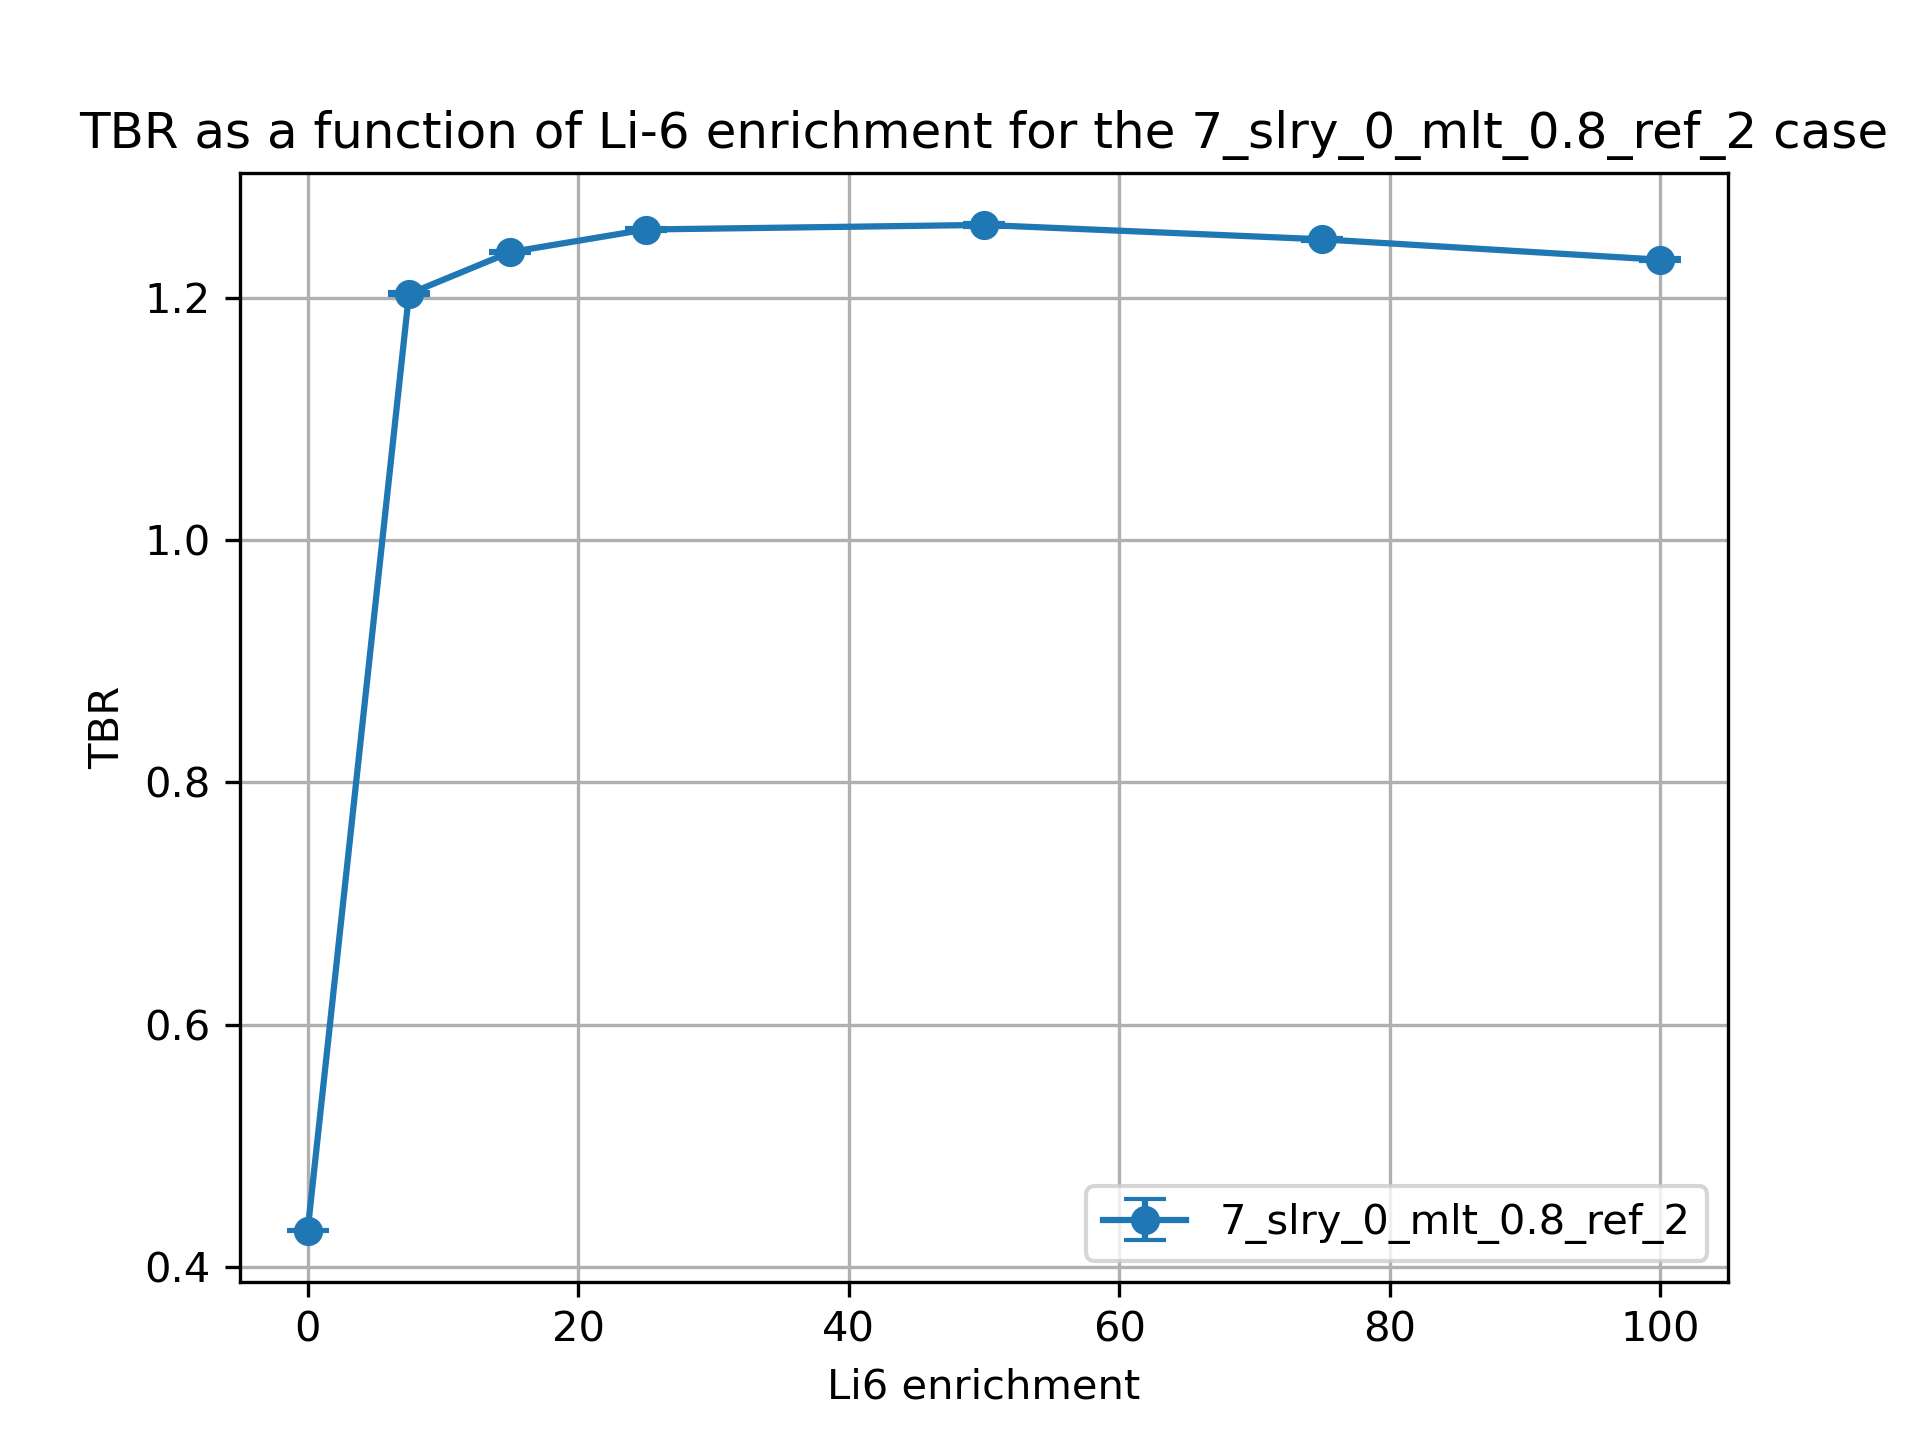 TBR as a function of Li-6 enrichment for the 7_slry_0_mlt_0.8_ref_2 case
1.2
1.0
0.8
0.6
0.4
TBR
7_slry_0_mlt_0.8_ref_2
0 20 40 60 80 100
Li6 enrichment